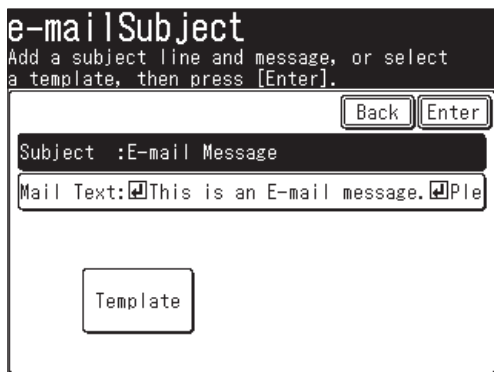 e-mailSubject
Add a subject line and message, or select
a template, then press [Enter].
Back Enter
Subject :E-mail Message
Mail Text:↵This is an E-mail message.↵Ple
Template